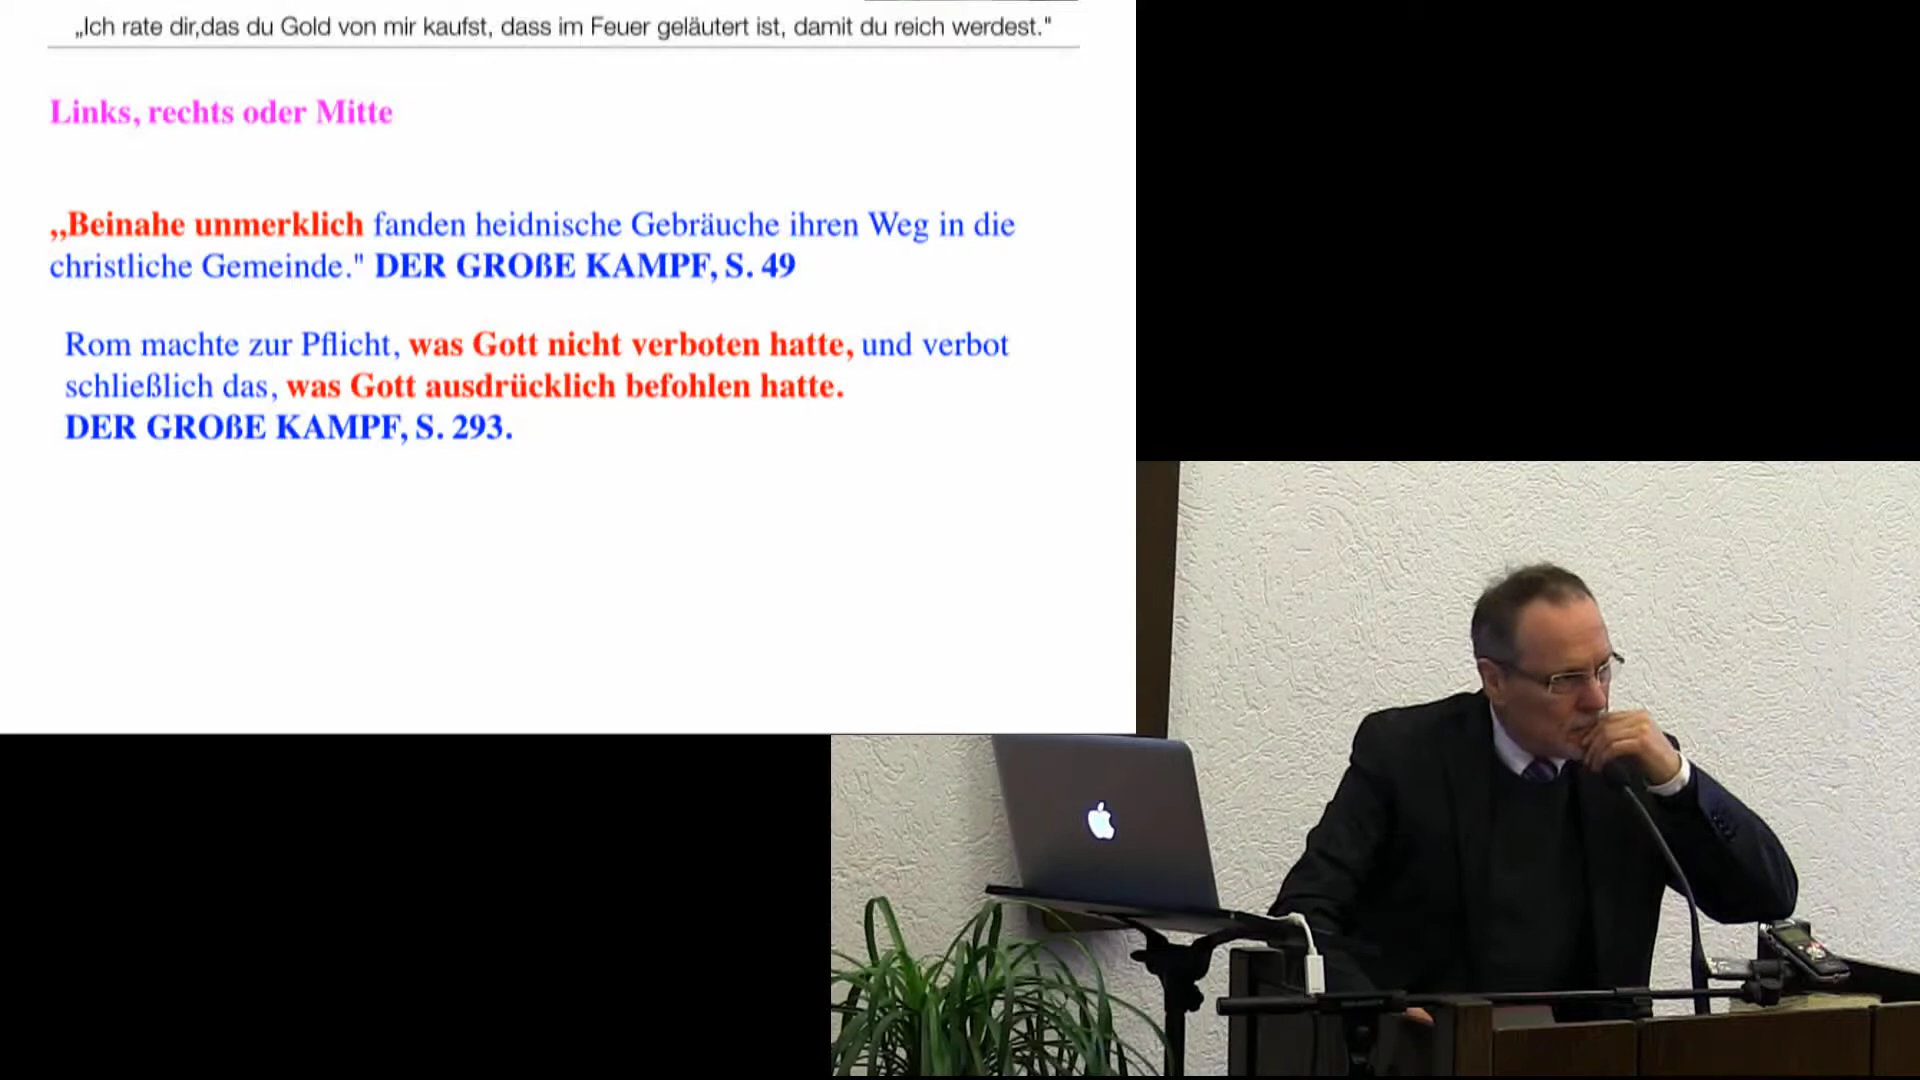 „Ich rate dir,das du Gold von mir kaufst, dass im Feuer geläutert ist, damit du reich werdest."
Links, rechts oder Mitte
„Beinahe unmerklich fanden heidnische Gebräuche ihren Weg in die
christliche Gemeinde." DER GROßE KAMPF, S. 49
Rom machte zur Pflicht, was Gott nicht verboten hatte, und verbot
schließlich das, was Gott ausdrücklich befohlen hatte.
DER GROßE KAMPF, S. 293.